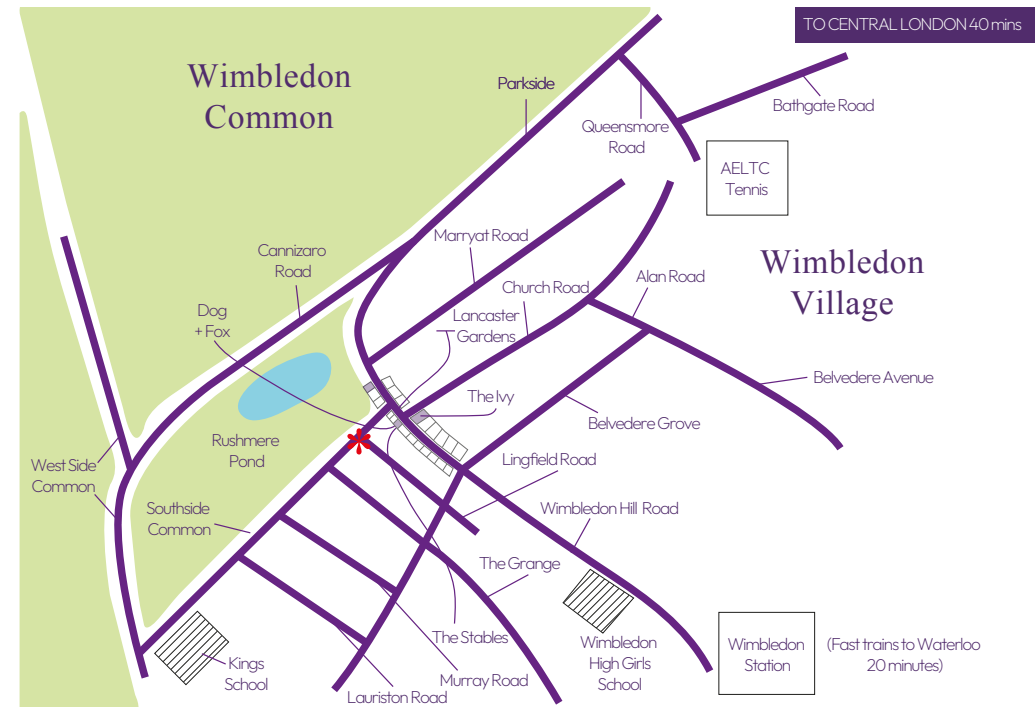 TO CENTRAL LONDON 40 mins
Wimbledon
Common
Parkside
Bathgate Road
Queensmore
Road
AELTC
Tennis
Cannizaro
Road
Marryat Road
Wimbledon
Village
Church Road
Alan Road
Dog
+ Fox
Lancaster
Gardens
The Ivy
Belvedere Avenue
Belvedere Grove
Rushmere
Pond
Lingfield Road
West Side
Common
Southside
Common
Wimbledon Hill Road
The Grange
The Stables
Wimbledon
High Girls
School
Wimbledon
Station
(Fast trains to Waterloo
20 minutes)
Kings
School
Murray Road
Lauriston Road